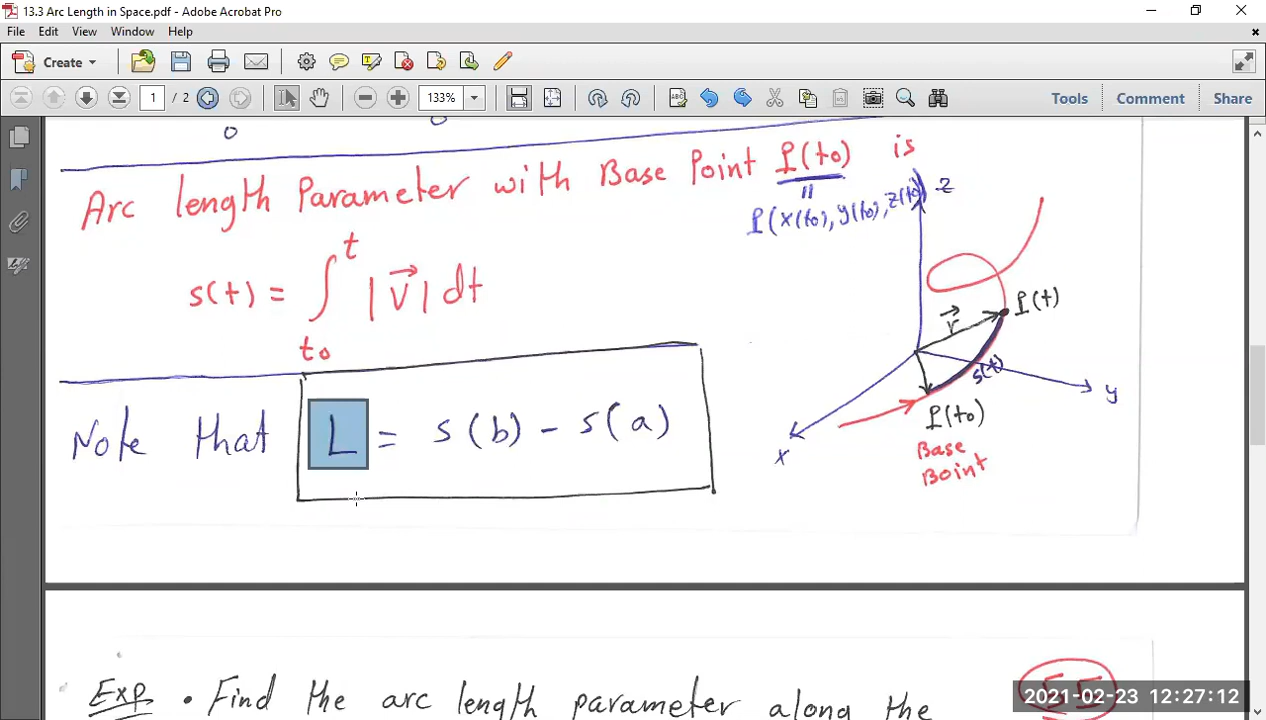 13.3 Arc Length in Space.pdf - Adobe Acrobat Pro
File Edit View Window Help
Create
1 / 2
133%
Tools Comment Share
Arc length Parameter with Base Point P(t0) is
"
P(x(t0), y(t0), z(t0))
z
s(t) = ∫ t t0 |v⃗| dt
r⃗
P(t)
s(t)
y
P(t0)
x
Base
Boint
Note that L = s(b) - s(a)
Exp • Find the arc length parameter along the
55
2021-02-23 12:27:12